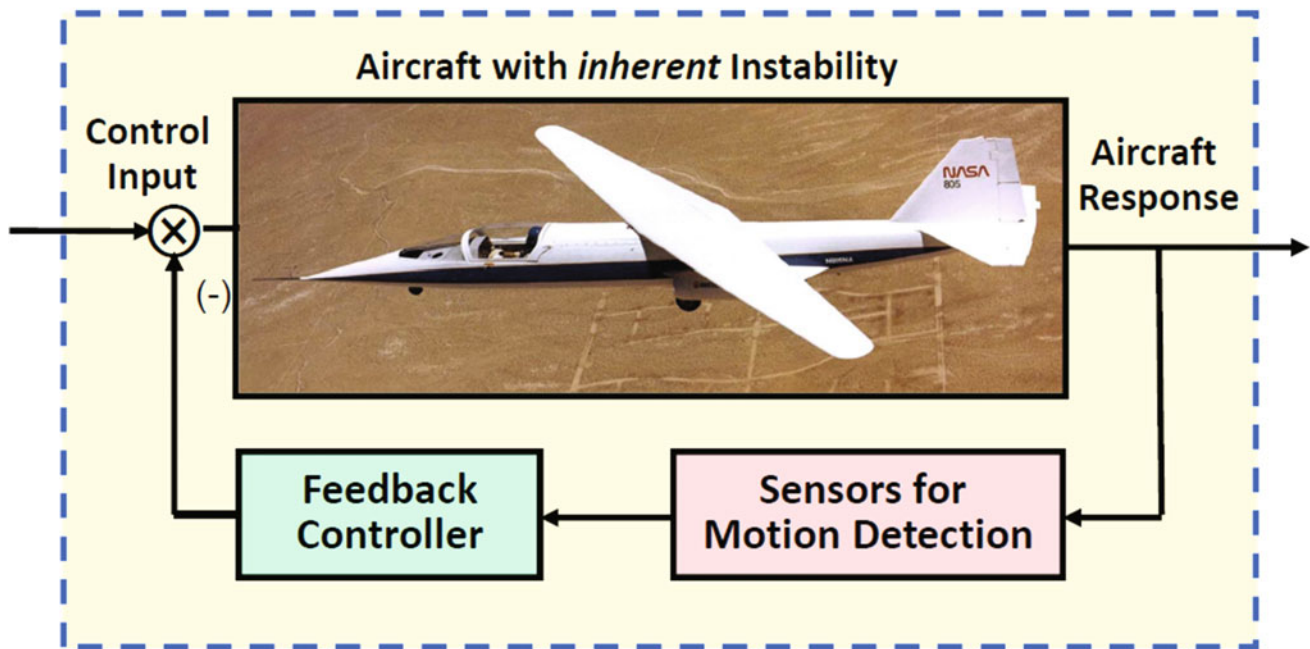 Aircraft with inherent Instability
Control
Input
(-)
NASA
805
Aircraft
Response
Feedback
Controller
Sensors for
Motion Detection